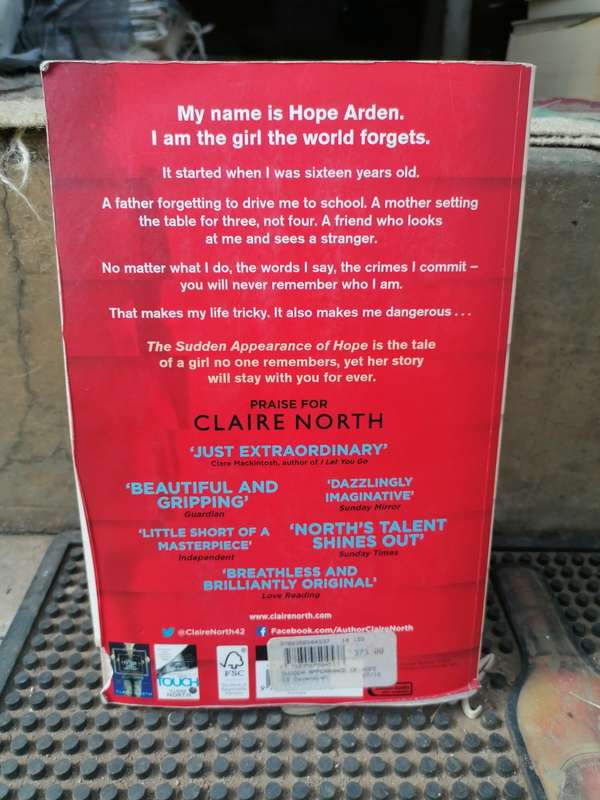 My name is Hope Arden.
I am the girl the world forgets.
It started when I was sixteen years old.
A father forgetting to drive me to school. A mother setting
the table for three, not four. A friend who looks
at me and sees a stranger.
No matter what I do, the words I say, the crimes I commit –
you will never remember who I am.
That makes my life tricky. It also makes me dangerous . . .
The Sudden Appearance of Hope is the tale
of a girl no one remembers, yet her story
will stay with you for ever.
PRAISE FOR
CLAIRE NORTH
‘JUST EXTRAORDINARY’
Clare Mackintosh, author of I Let You Go
‘BEAUTIFUL AND
GRIPPING’
Guardian
‘DAZZLINGLY
IMAGINATIVE’
Sunday Mirror
‘LITTLE SHORT OF A
MASTERPIECE’
Independent
‘NORTH’S TALENT
SHINES OUT’
Sunday Times
‘BREATHLESS AND
BRILLIANTLY ORIGINAL’
Love Reading
www.clairenorth.com
@ClaireNorth42
Facebook.com/AuthorClaireNorth
TOUCH
CLAIRE
NORTH
FSC
375.00
SUDDEN APPEARANCE OF HOPE